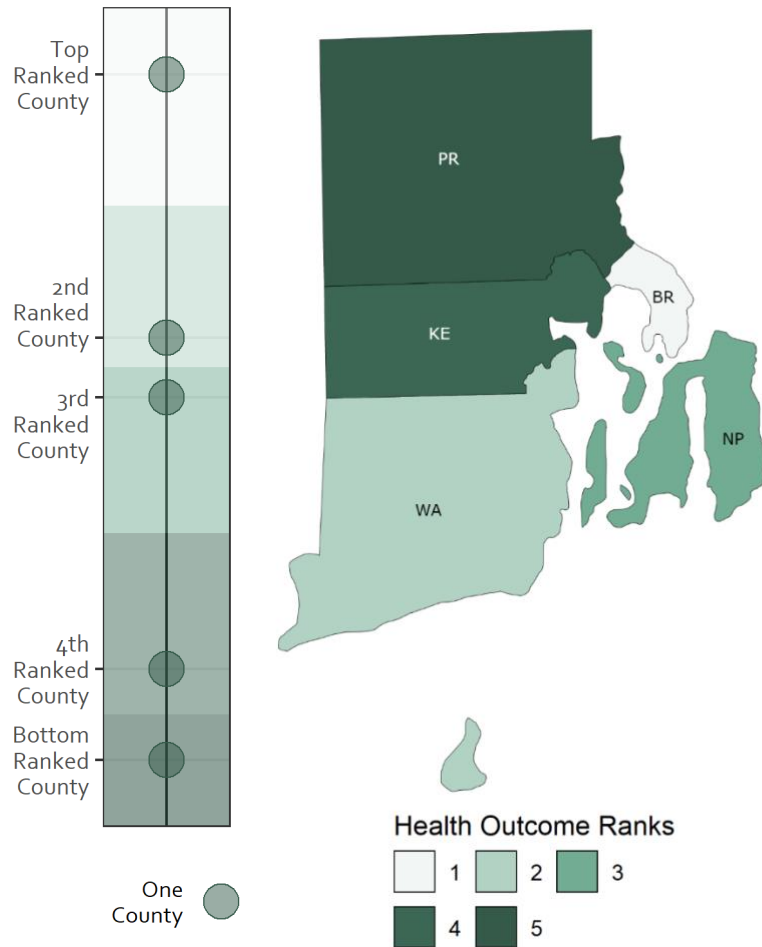 Top
Ranked
County
2nd
Ranked
County
3rd
Ranked
County
4th
Ranked
County
Bottom
Ranked
County
One
County
PR
BR
KE
NP
WA
Health Outcome Ranks
1 2 3
4 5